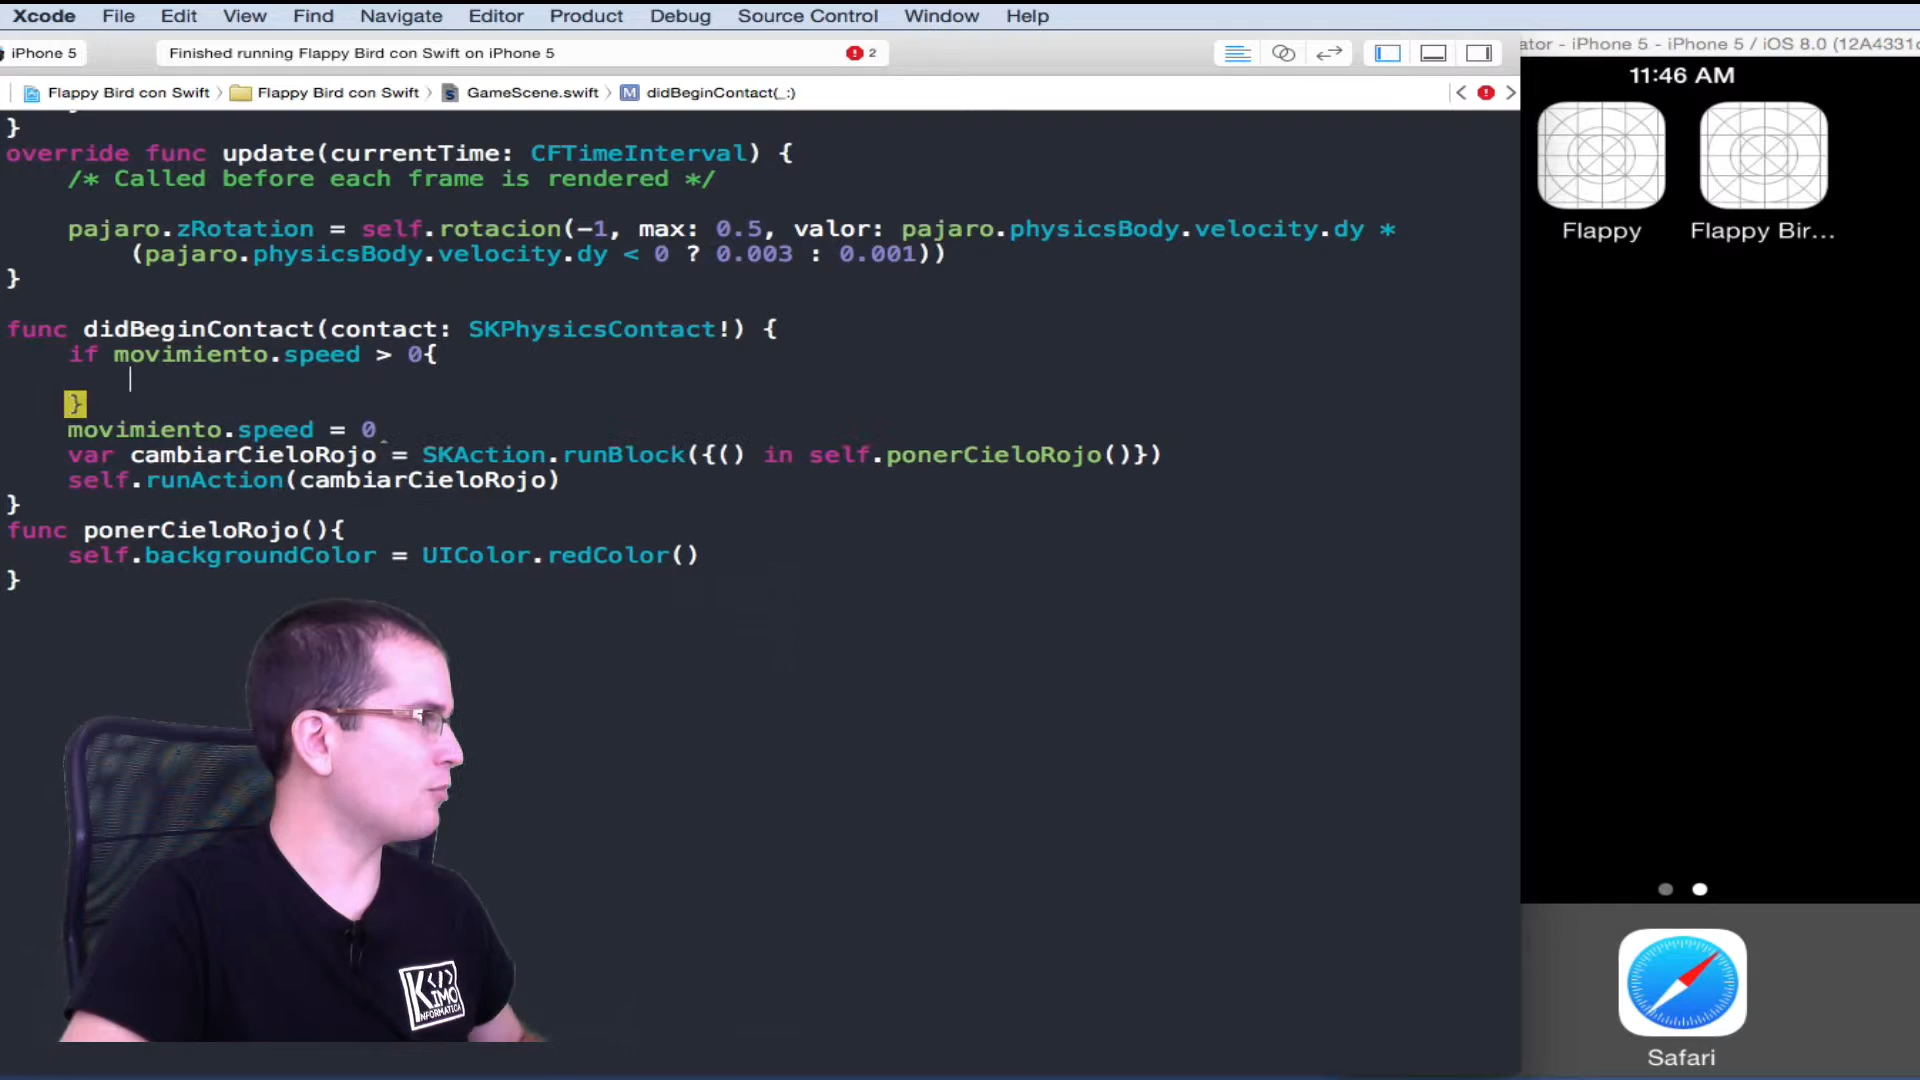 Xcode File Edit View Find Navigate Editor Product Debug Source Control Window Help
iPhone 5 Finished running Flappy Bird con Swift on iPhone 5 2
ator - iPhone 5 - iPhone 5 / iOS 8.0 (12A4331
Flappy Bird con Swift Flappy Bird con Swift GameScene.swift M didBeginContact(_:)
11:46 AM
}
override func update(currentTime: CFTimeInterval) {
/* Called before each frame is rendered */
pajaro.zRotation = self.rotacion(-1, max: 0.5, valor: pajaro.physicsBody.velocity.dy *
(pajaro.physicsBody.velocity.dy < 0 ? 0.003 : 0.001))
}
func didBeginContact(contact: SKPhysicsContact!) {
if movimiento.speed > 0{
}
movimiento.speed = 0
var cambiarCieloRojo = SKAction.runBlock({() in self.ponerCieloRojo()})
self.runAction(cambiarCieloRojo)
}
func ponerCieloRojo(){
self.backgroundColor = UIColor.redColor()
}
Flappy Flappy Bir...
K</>
IMO
INFORMATICA
Safari